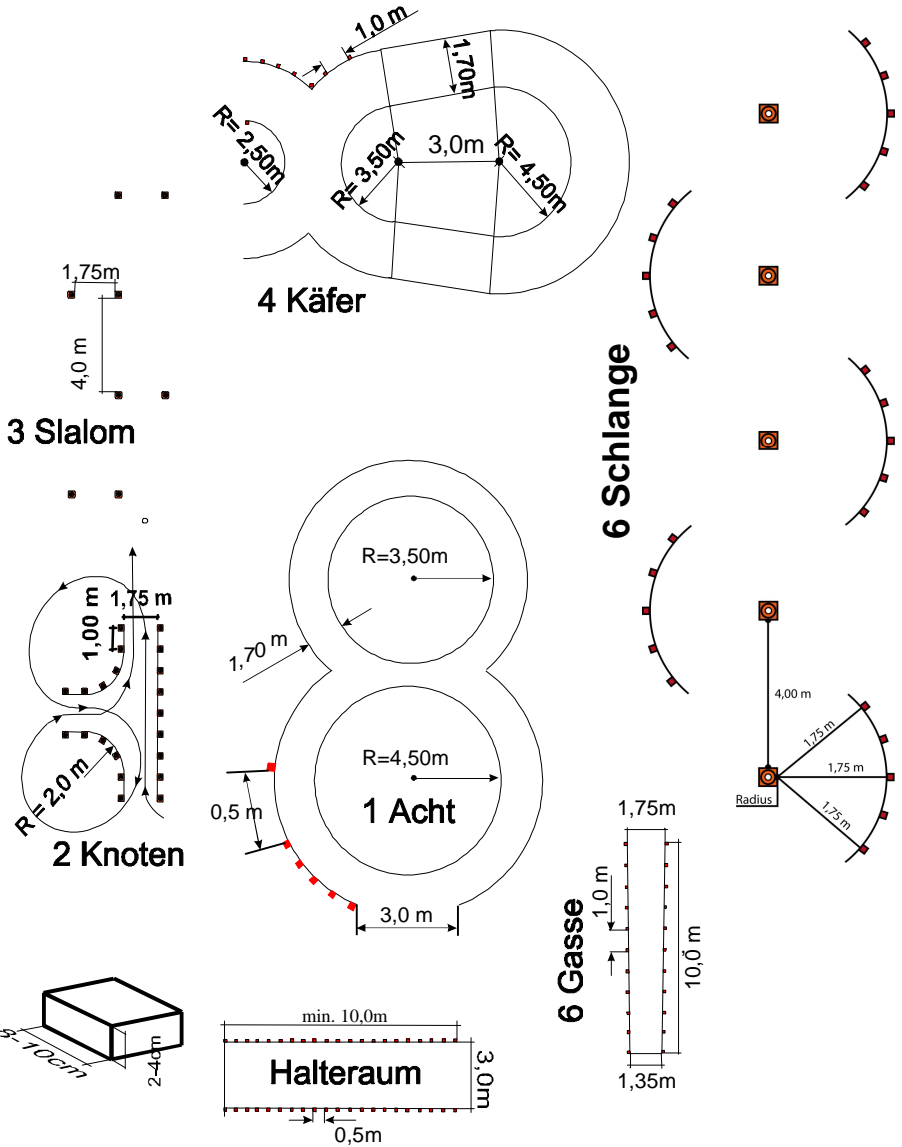 1,0 m
1,70m
R= 2,50m
R= 3,50m
3,0m
R= 4,50m
4 Käfer
1,75m
4,0 m
3 Slalom
6 Schlange
1,00 m
1,75 m
R = 2,0 m
2 Knoten
R=3,50m
1,70 m
R=4,50m
1 Acht
0,5 m
3,0 m
4,00 m
1,75 m
1,75 m
1,75 m
Radius
1,75m
1,0 m
10,0 m
6 Gasse
1,35m
8-10cm
2-4cm
min. 10,0m
Halteraum
3,0m
0,5m